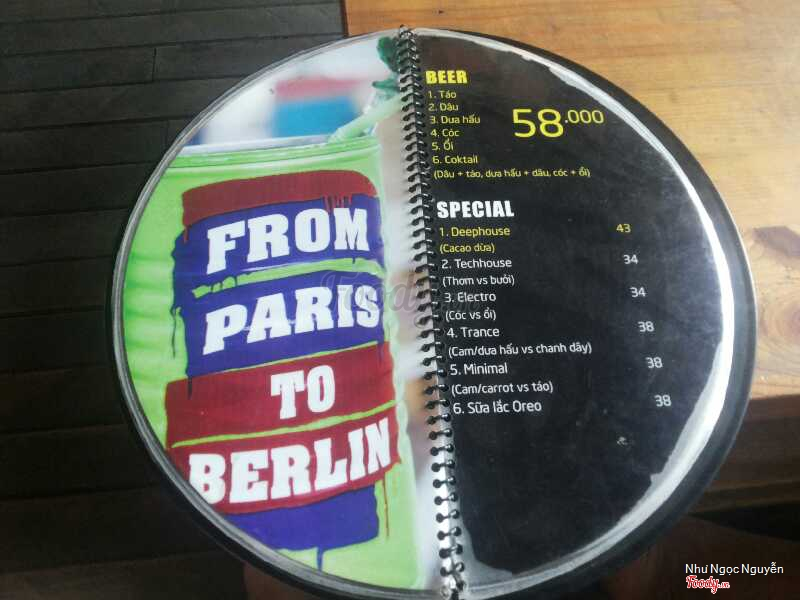 FROM
PARIS
TO
BERLIN
BEER
1. Táo
2. Dâu
3. Dưa hấu
4. Cóc
5. Ổi
6. Coktail
58.000
(Dâu + táo, dưa hấu + dâu, cóc + ổi)
SPECIAL
1. Deephouse 43
(Cacao dừa)
2. Techhouse 34
(Thơm vs bưởi)
3. Electro 34
(Cóc vs ổi)
4. Trance 38
(Cam/dưa hấu vs chanh dây)
5. Minimal 38
(Cam/carrot vs táo)
6. Sữa lắc Oreo 38
Foody
Như Ngọc Nguyễn
Foody.vn